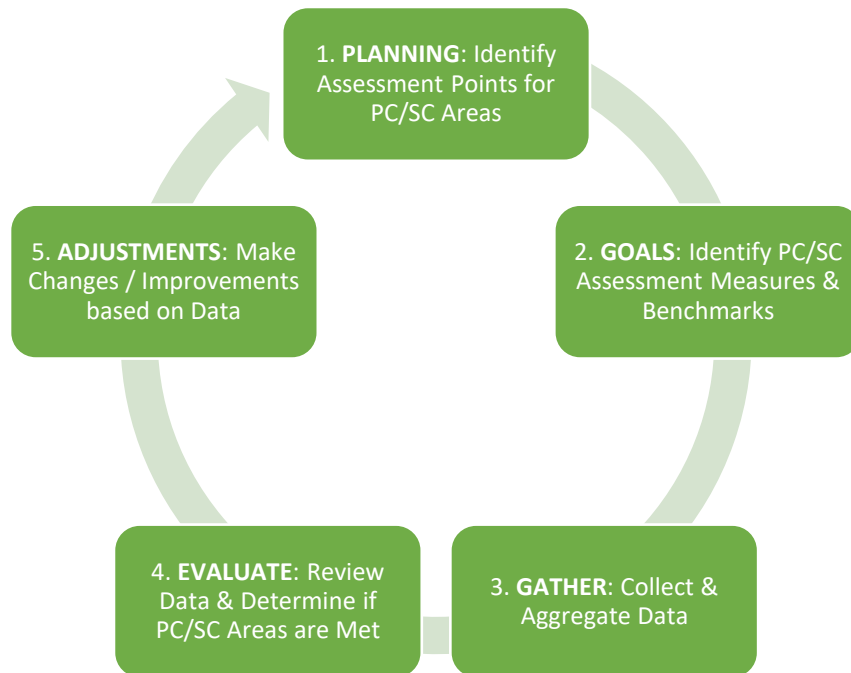 1. PLANNING: Identify
Assessment Points for
PC/SC Areas
2. GOALS: Identify PC/SC
Assessment Measures &
Benchmarks
3. GATHER: Collect &
Aggregate Data
4. EVALUATE: Review
Data & Determine if
PC/SC Areas are Met
5. ADJUSTMENTS: Make
Changes / Improvements
based on Data